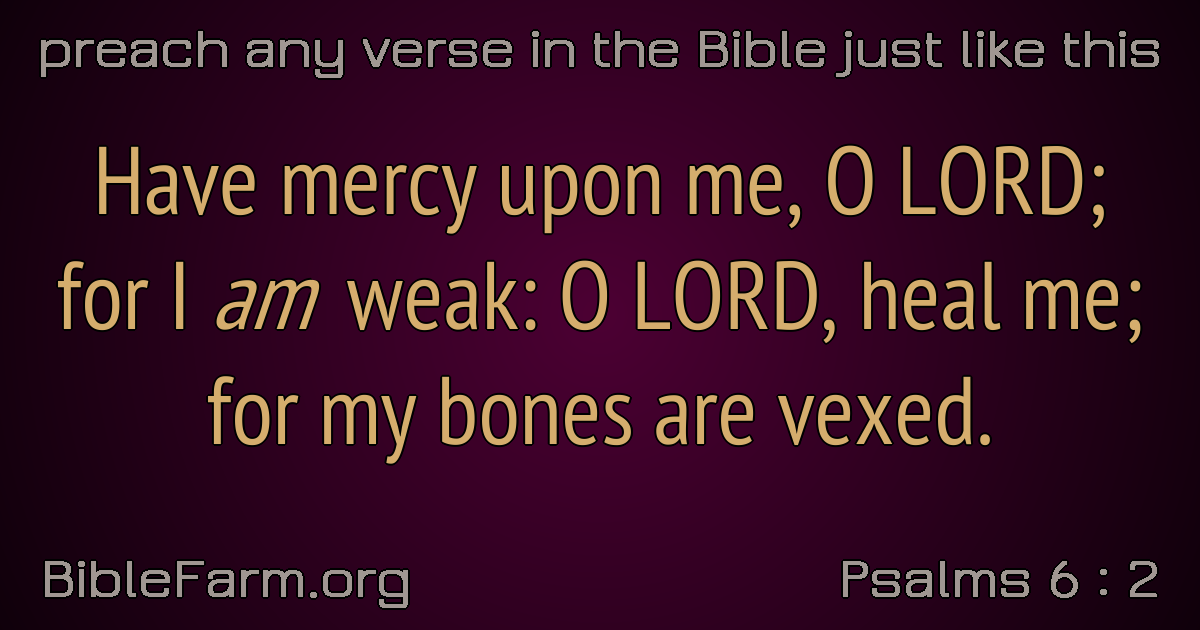 preach any verse in the Bible just like this
Have mercy upon me, O LORD;
for I am weak: O LORD, heal me;
for my bones are vexed.
BibleFarm.org
Psalms 6 : 2